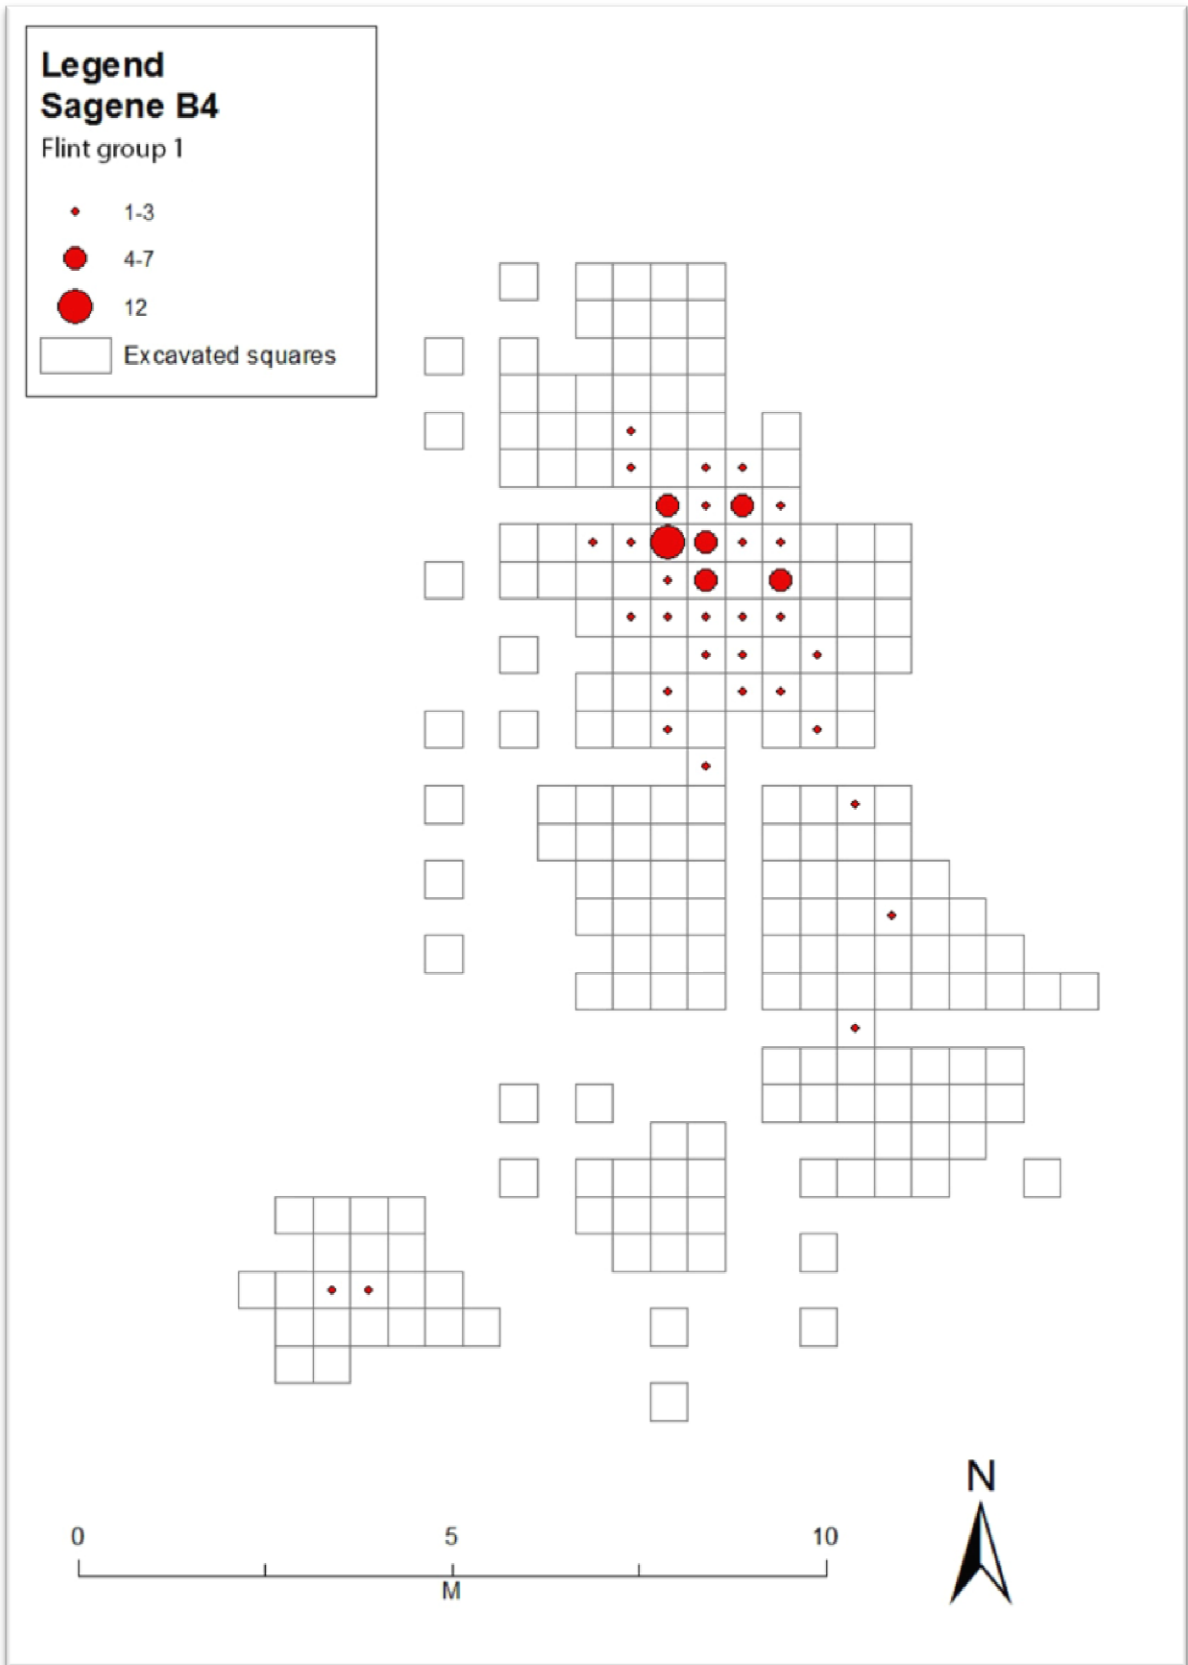 Legend
Sagene B4
Flint group 1
1-3
4-7
12
Excavated squares
N
0 5 10
M